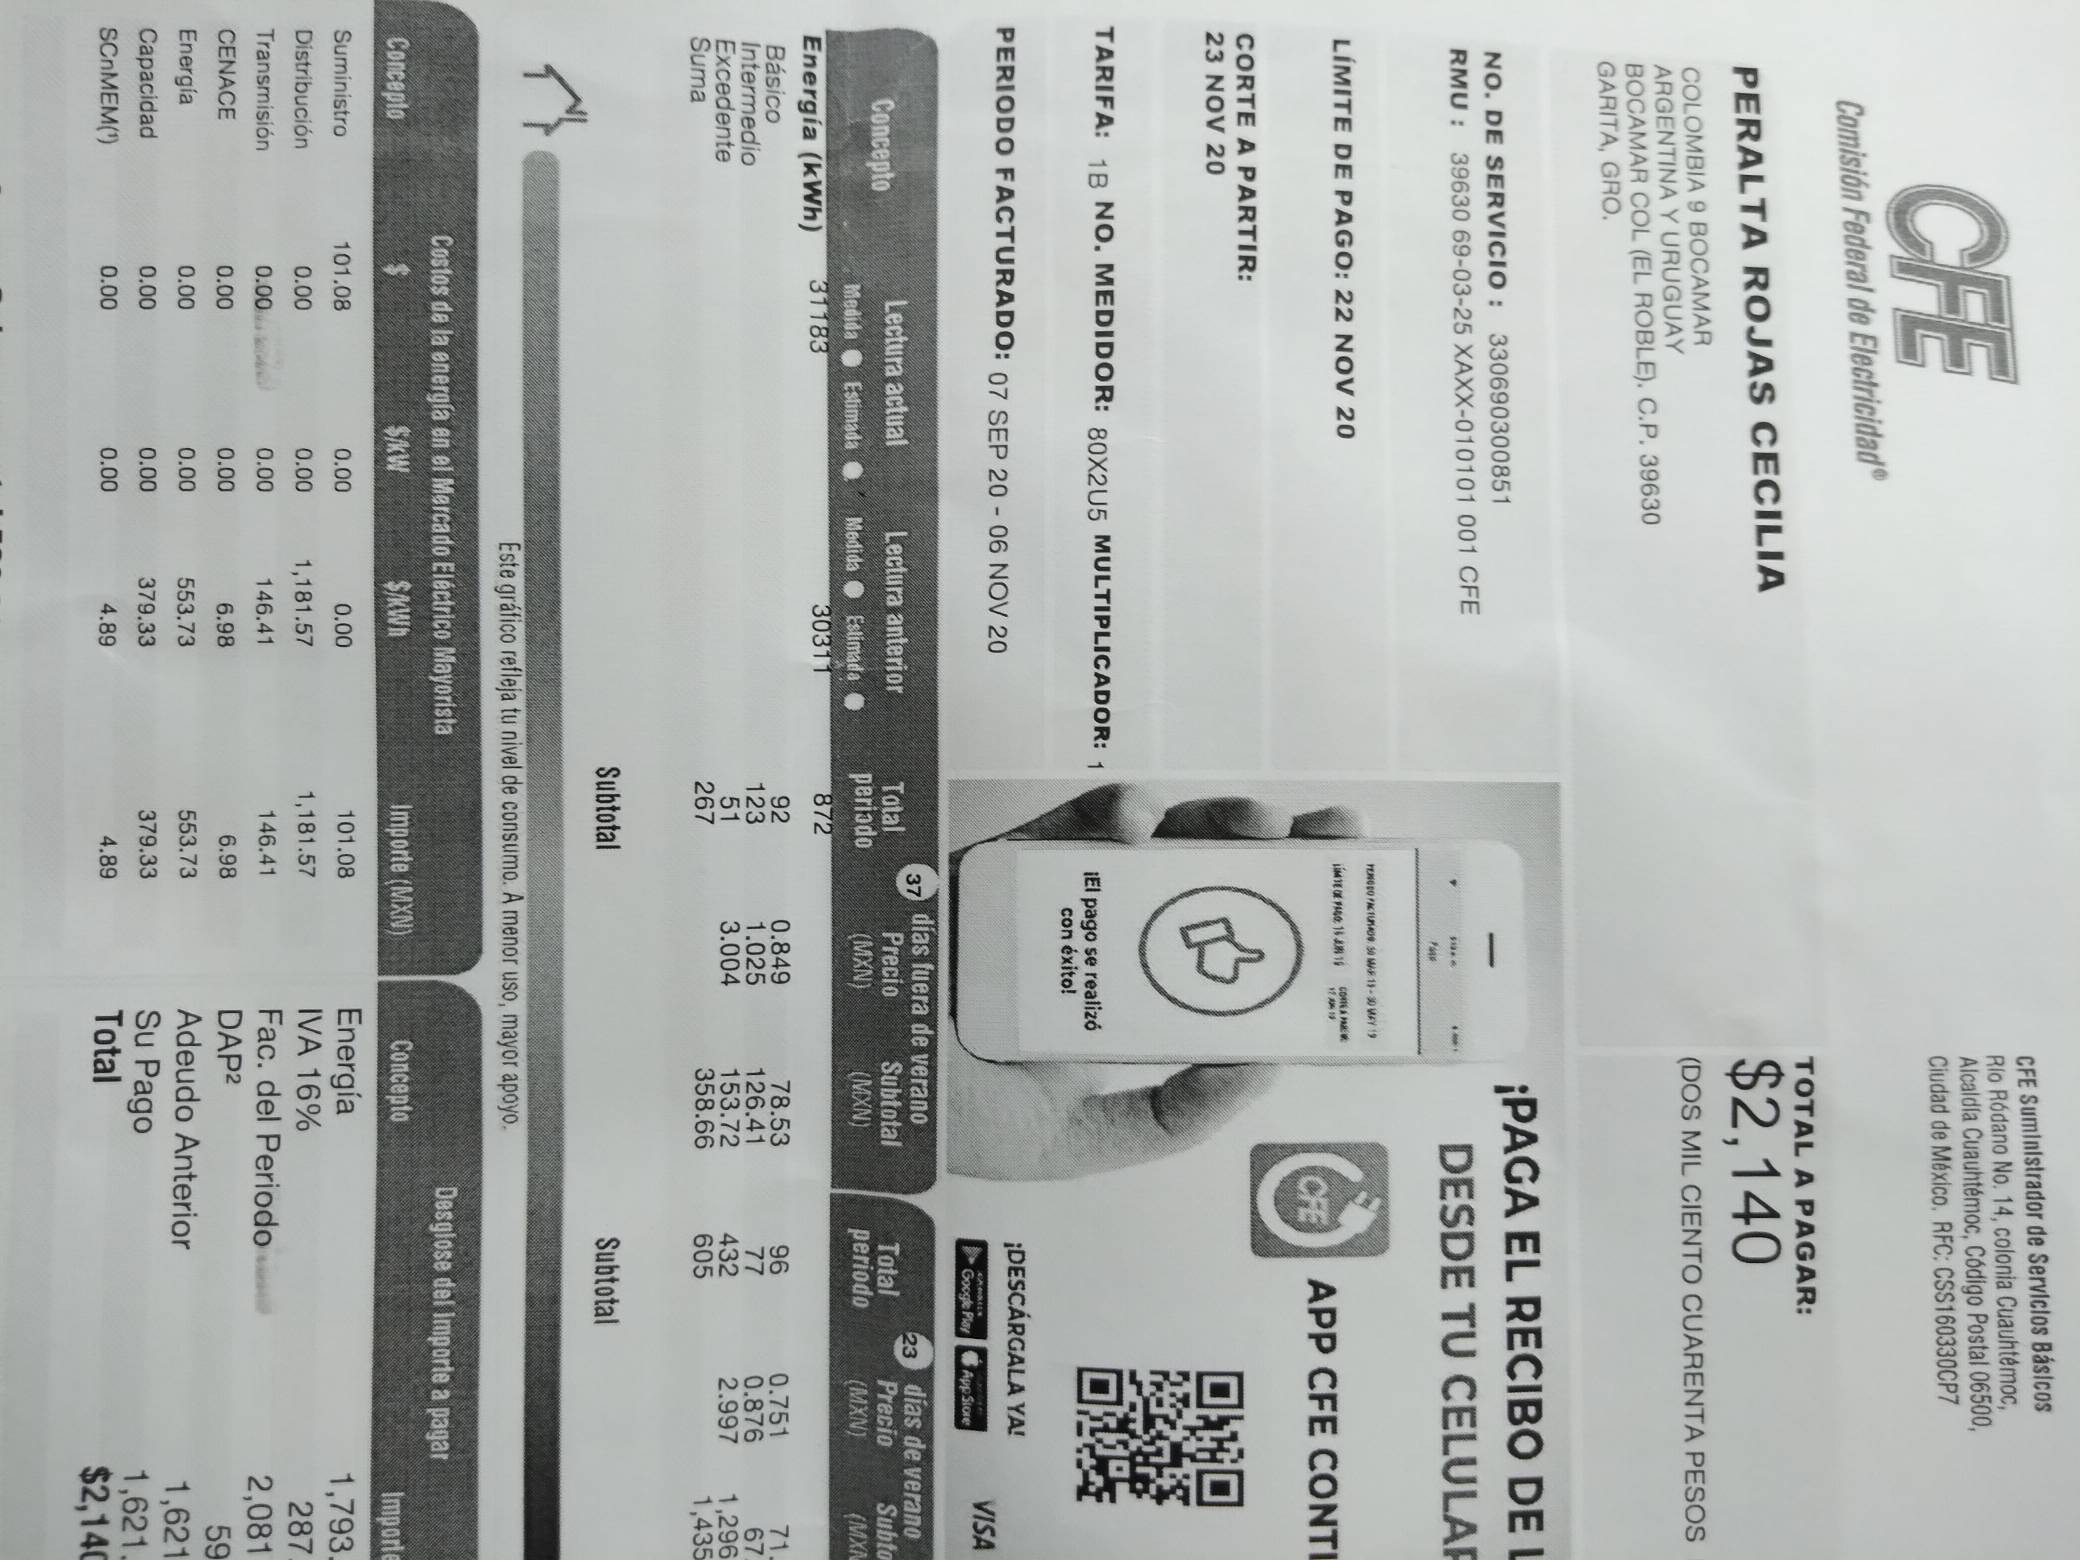 CFE
Comisión Federal de Electricidad®
CFE Suministrador de Servicios Básicos
Río Ródano No. 14, colonia Cuauhtémoc,
Alcaldía Cuauhtémoc, Código Postal 06500,
Ciudad de México. RFC: CSS160330CP7
PERALTA ROJAS CECILIA
COLOMBIA 9 BOCAMAR
ARGENTINA Y URUGUAY
BOCAMAR COL (EL ROBLE). C.P. 39630
GARITA, GRO.
TOTAL A PAGAR:
$2,140
(DOS MIL CIENTO CUARENTA PESOS
NO. DE SERVICIO : 330690300851
RMU : 39630 69-03-25 XAXX-010101 001 CFE
LÍMITE DE PAGO: 22 NOV 20
CORTE A PARTIR:
23 NOV 20
TARIFA: 1B NO. MEDIDOR: 80X2U5 MULTIPLICADOR: 1
PERIODO FACTURADO: 07 SEP 20 - 06 NOV 20
¡El pago se realizó
con éxito!
¡PAGA EL RECIBO DE
DESDE TU CELULAR
CFE
APP CFE CONT
¡DESCÁRGALA YA!
Google Play
App Store
VISA
37 días fuera de verano 23 días de verano
Concepto Lectura actual Lectura anterior Total periodo Precio (MXN) Subtotal (MXN) Total periodo Precio (MXN)
Medida Estimada Medida Estimada
Energía (kWh) 31183 30311 872
Básico 92 0.849 78.53 96 0.751 71.
Intermedio 123 1.025 126.41 77 0.876 67.
Excedente 51 3.004 153.72 432 2.997 1,296
Suma 267 358.66 605 1,435
Subtotal Subtotal
Este gráfico refleja tu nivel de consumo. A menor uso, mayor apoyo.
Costos de la energía en el Mercado Eléctrico Mayorista
Concepto $ $/kW $/kWh Importe (MXN)
Suministro 101.08 0.00 0.00 101.08
Distribución 0.00 0.00 1,181.57 1,181.57
Transmisión 0.00 0.00 146.41 146.41
CENACE 0.00 0.00 6.98 6.98
Energía 0.00 0.00 553.73 553.73
Capacidad 0.00 0.00 379.33 379.33
SCnMEM(¹) 0.00 0.00 4.89 4.89
Desglose del importe a pagar
Concepto Importe
Energía 1,793.
IVA 16% 287.
Fac. del Periodo 2,081
DAP² 59
Adeudo Anterior 1,621
Su Pago 1,621.
Total $2,140